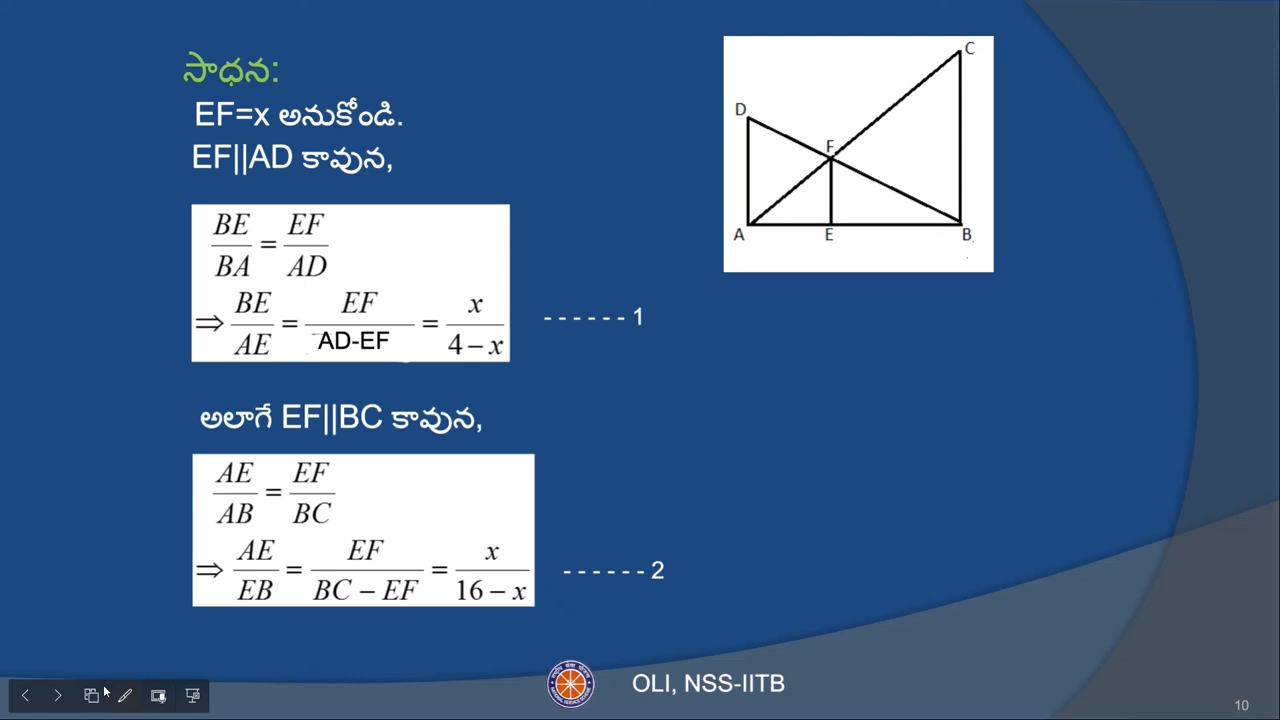 సాధన:
EF=x అనుకోండి.
EF||AD కావున,
BE/BA = EF/AD
⇒ BE/AE = EF/AD-EF = x/4 − x
- - - - - - 1
అలాగే EF||BC కావున,
AE/AB = EF/BC
⇒ AE/EB = EF/BC − EF = x/16 − x
- - - - - - 2
C
D
F
A E B
OLI, NSS-IITB
10